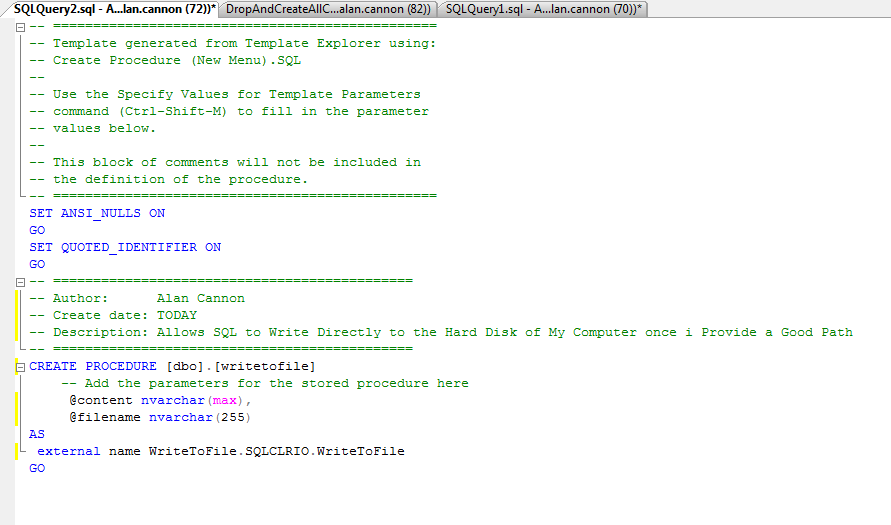 SQLQuery2.sql - A...lan.cannon (72))* DropAndCreateAllC...alan.cannon (82)) SQLQuery1.sql - A...lan.cannon (70))*
-- ================================================
-- Template generated from Template Explorer using:
-- Create Procedure (New Menu).SQL
--
-- Use the Specify Values for Template Parameters
-- command (Ctrl-Shift-M) to fill in the parameter
-- values below.
--
-- This block of comments will not be included in
-- the definition of the procedure.
-- ================================================
SET ANSI_NULLS ON
GO
SET QUOTED_IDENTIFIER ON
GO
-- =============================================
-- Author:      Alan Cannon
-- Create date: TODAY
-- Description: Allows SQL to Write Directly to the Hard Disk of My Computer once i Provide a Good Path
-- =============================================
CREATE PROCEDURE [dbo].[writetofile]
    -- Add the parameters for the stored procedure here
     @content nvarchar(max),
     @filename nvarchar(255)
AS
 external name WriteToFile.SQLCLRIO.WriteToFile
GO